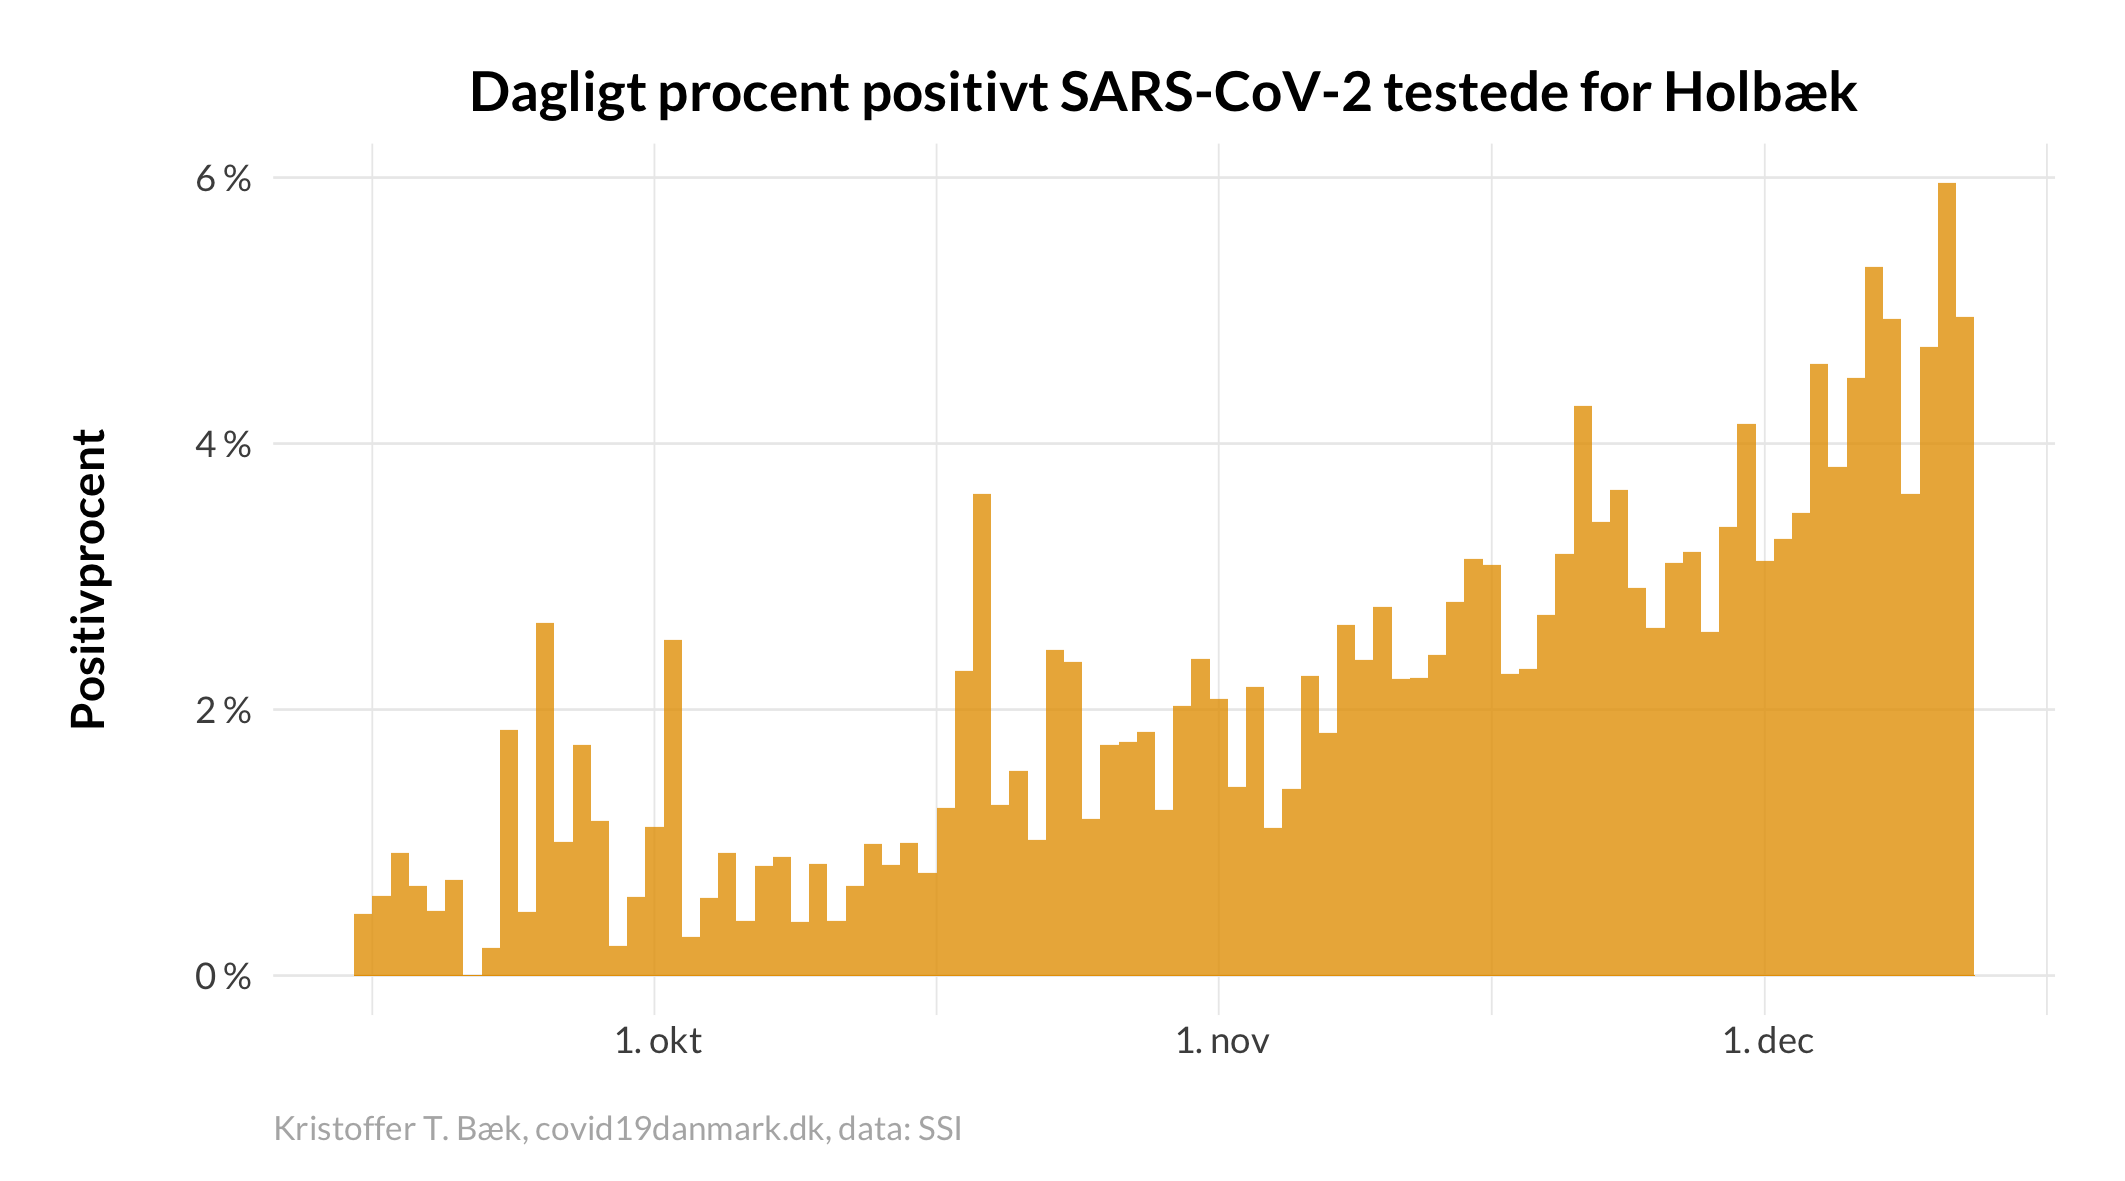 Dagligt procent positivt SARS-CoV-2 testede for Holbæk
Positivprocent
6 %
4 %
2 %
0 %
1. okt
1. nov
1. dec
Kristoffer T. Bæk, covid19danmark.dk, data: SSI